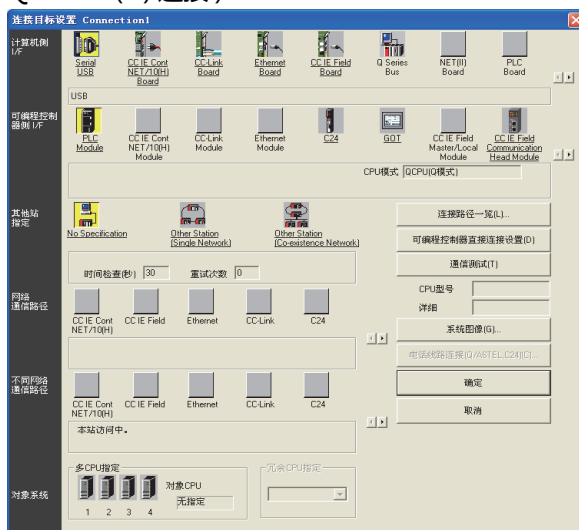 连接目标设置 Connection1
计算机侧 I/F
Serial USB
CC IE Cont NET/10(H) Board
CC-Link Board
Ethernet Board
CC IE Field Board
Q Series Bus
NET(II) Board
PLC Board
USB
可编程控制器侧 I/F
PLC Module
CC IE Cont NET/10(H) Module
CC-Link Module
Ethernet Module
C24
GOT
CC IE Field Master/Local Module
CC IE Field Communication Head Module
CPU模式 QCPU(Q模式)
其他站指定
No Specification
Other Station (Single Network)
Other Station (Co-existence Network)
时间检查(秒) 30 重试次数 0
连接路径一览(L)...
可编程控制器直接连接设置(D)
通信测试(T)
CPU型号
详细
系统图像(G)...
电话线路连接(Q/A6TEL,C24)(C)...
确定
取消
网络通信路径
CC IE Cont NET/10(H)
CC IE Field
Ethernet
CC-Link
C24
不同网络通信路径
CC IE Cont NET/10(H)
CC IE Field
Ethernet
CC-Link
C24
本站访问中。
对象系统
多CPU指定
1 2 3 4
对象CPU
无指定
冗余CPU指定